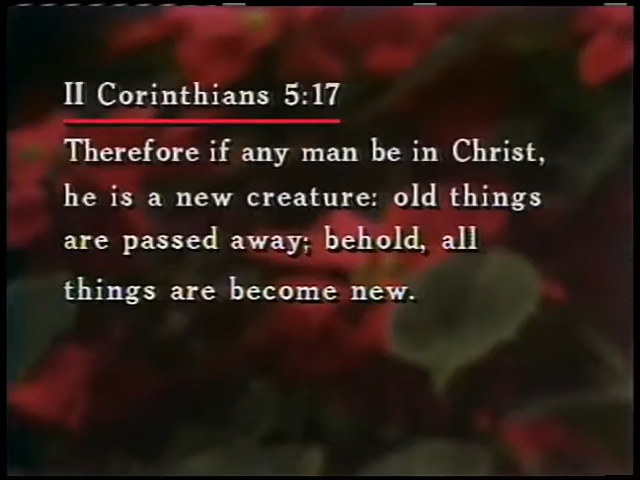 II Corinthians 5:17
Therefore if any man be in Christ,
he is a new creature: old things
are passed away; behold, all
things are become new.